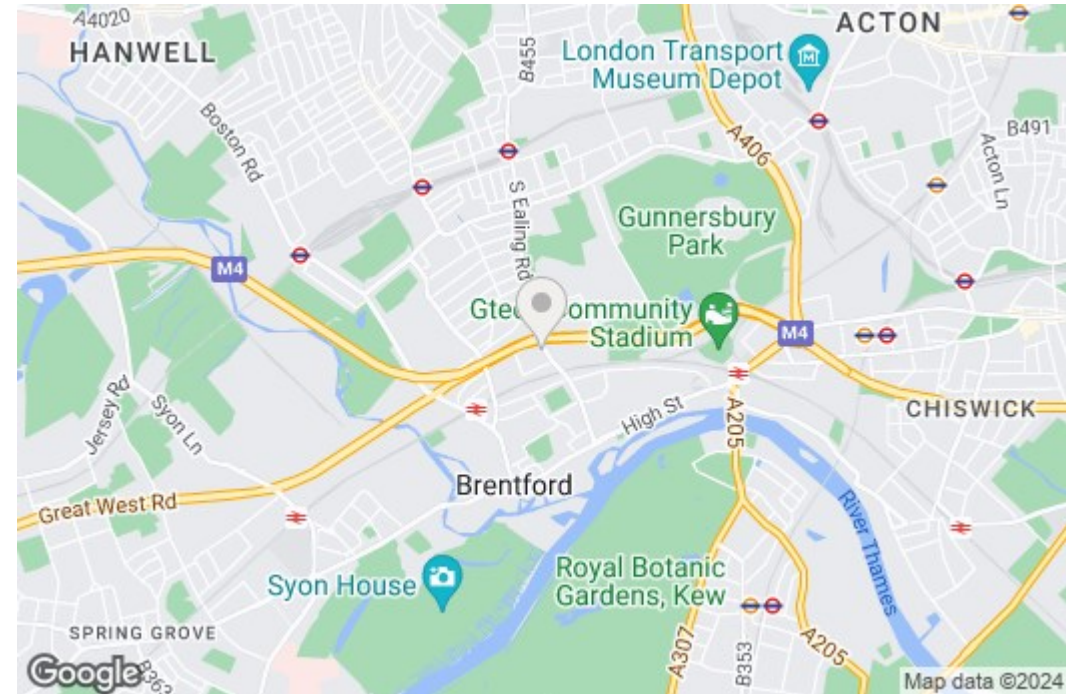 A4020
HANWELL
B455
ACTON
London Transport
Museum Depot
Boston Rd
A406
B491
Acton Ln
S Ealing Rd
Gunnersbury
Park
M4
Community
Stadium
M4
Jersey Rd
Syon Ln
High St
A205
CHISWICK
Brentford
Great West Rd
River Thames
Syon House
Royal Botanic
Gardens, Kew
SPRING GROVE
A307
B353
A205
B363
Google
Map data ©2024